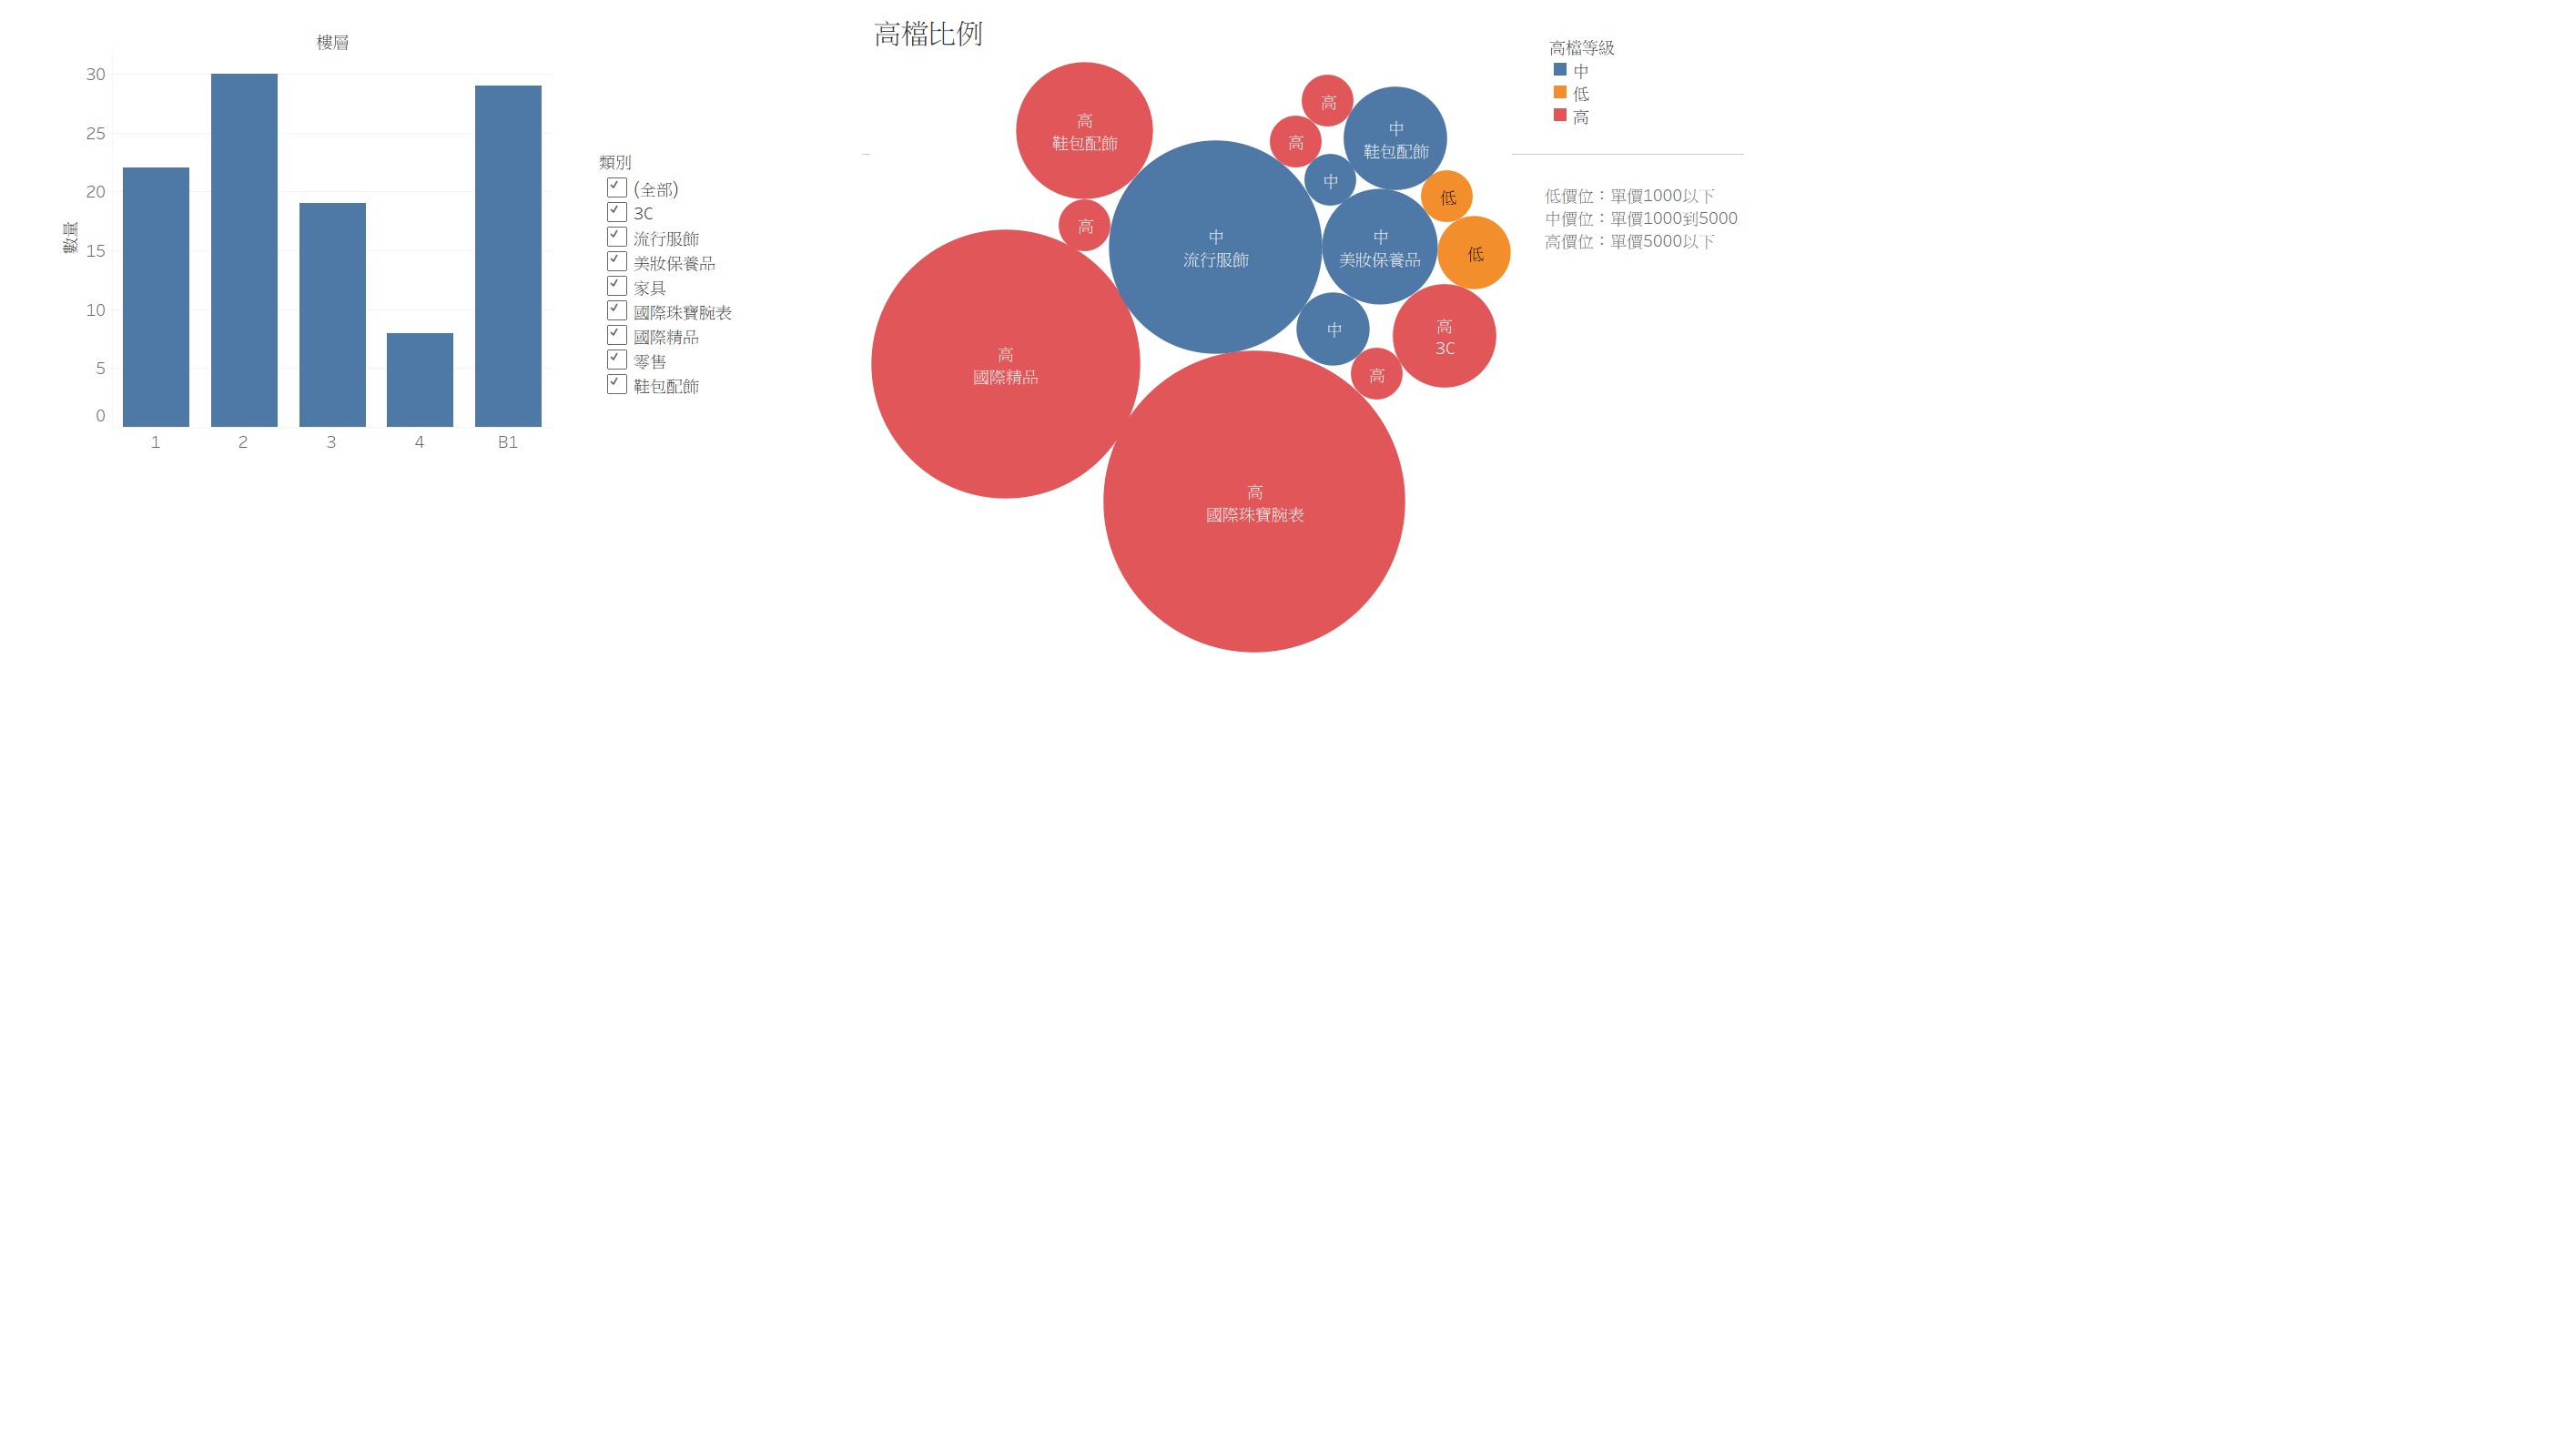 樓層
30
25
20
15
10
5
0
數量
1
2
3
4
B1
類別
(全部)
3C
流行服飾
美妝保養品
家具
國際珠寶腕表
國際精品
零售
鞋包配飾
高檔比例
高
鞋包配飾
高
高
中
鞋包配飾
高
中
低
中
流行服飾
中
美妝保養品
低
中
高
3C
高
國際精品
高
高
國際珠寶腕表
高檔等級
中
低
高
低價位：單價1000以下
中價位：單價1000到5000
高價位：單價5000以下